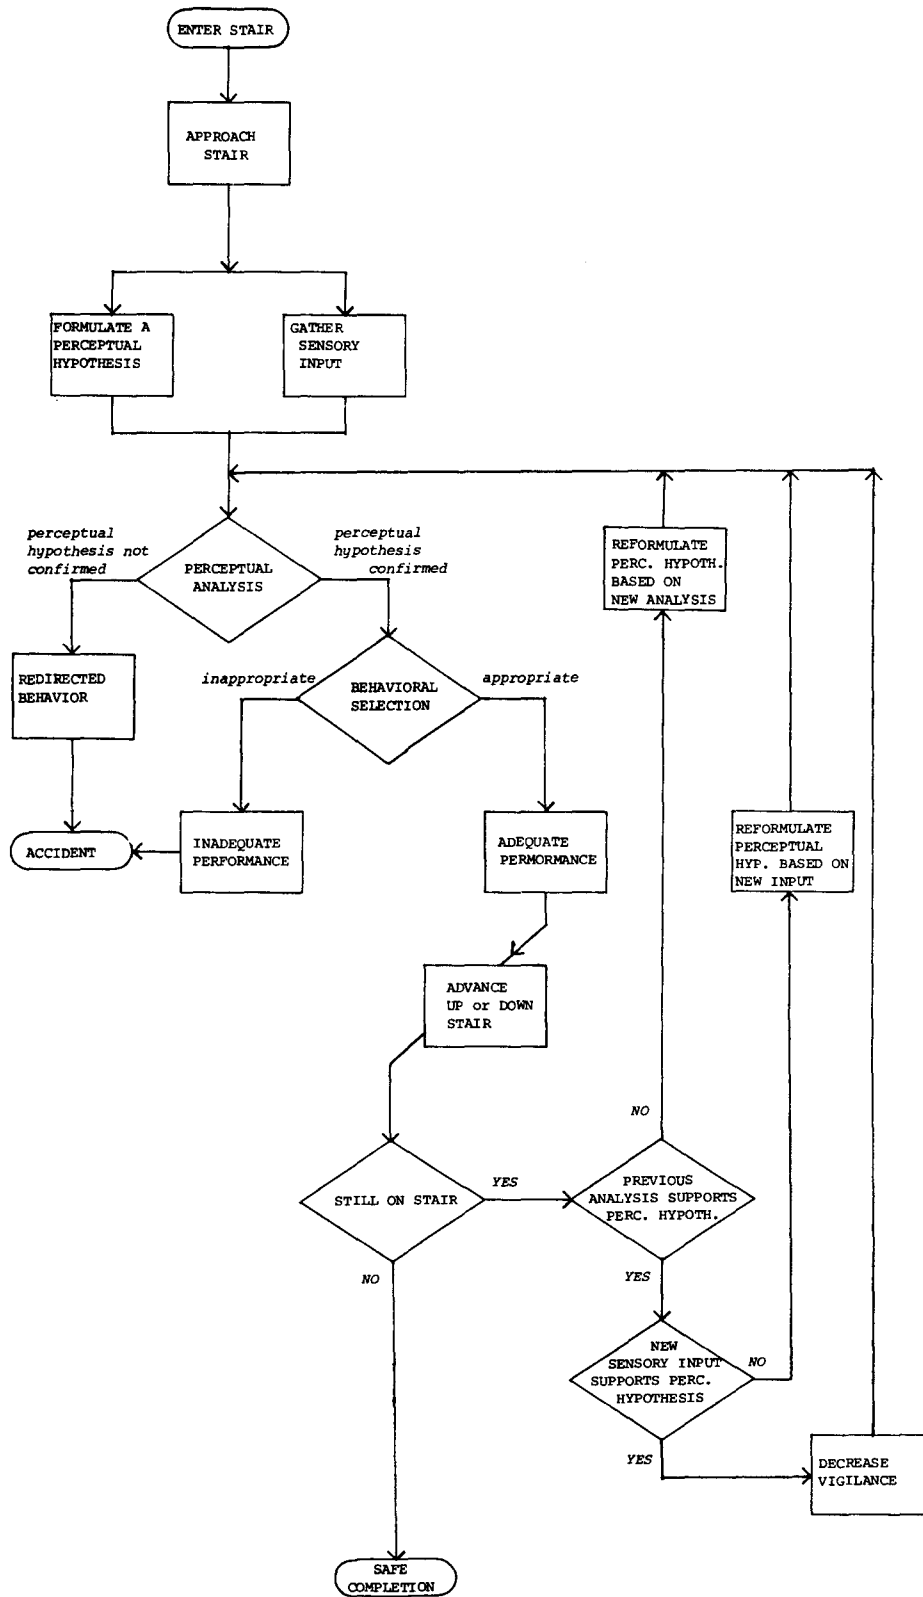 ENTER STAIR
APPROACH
STAIR
FORMULATE A
PERCEPTUAL
HYPOTHESIS
GATHER
SENSORY
INPUT
perceptual
hypothesis not
confirmed
perceptual
hypothesis
confirmed
PERCEPTUAL
ANALYSIS
REFORMULATE
PERC. HYPOTH.
BASED ON
NEW ANALYSIS
REDIRECTED
BEHAVIOR
inappropriate
BEHAVIORAL
SELECTION
appropriate
ACCIDENT
INADEQUATE
PERFORMANCE
ADEQUATE
PERMORMANCE
REFORMULATE
PERCEPTUAL
HYP. BASED ON
NEW INPUT
ADVANCE
UP or DOWN
STAIR
NO
STILL ON STAIR
YES
PREVIOUS
ANALYSIS SUPPORTS
PERC. HYPOTH.
NO
YES
NEW
SENSORY INPUT
SUPPORTS PERC.
HYPOTHESIS
NO
YES
DECREASE
VIGILANCE
SAFE
COMPLETION